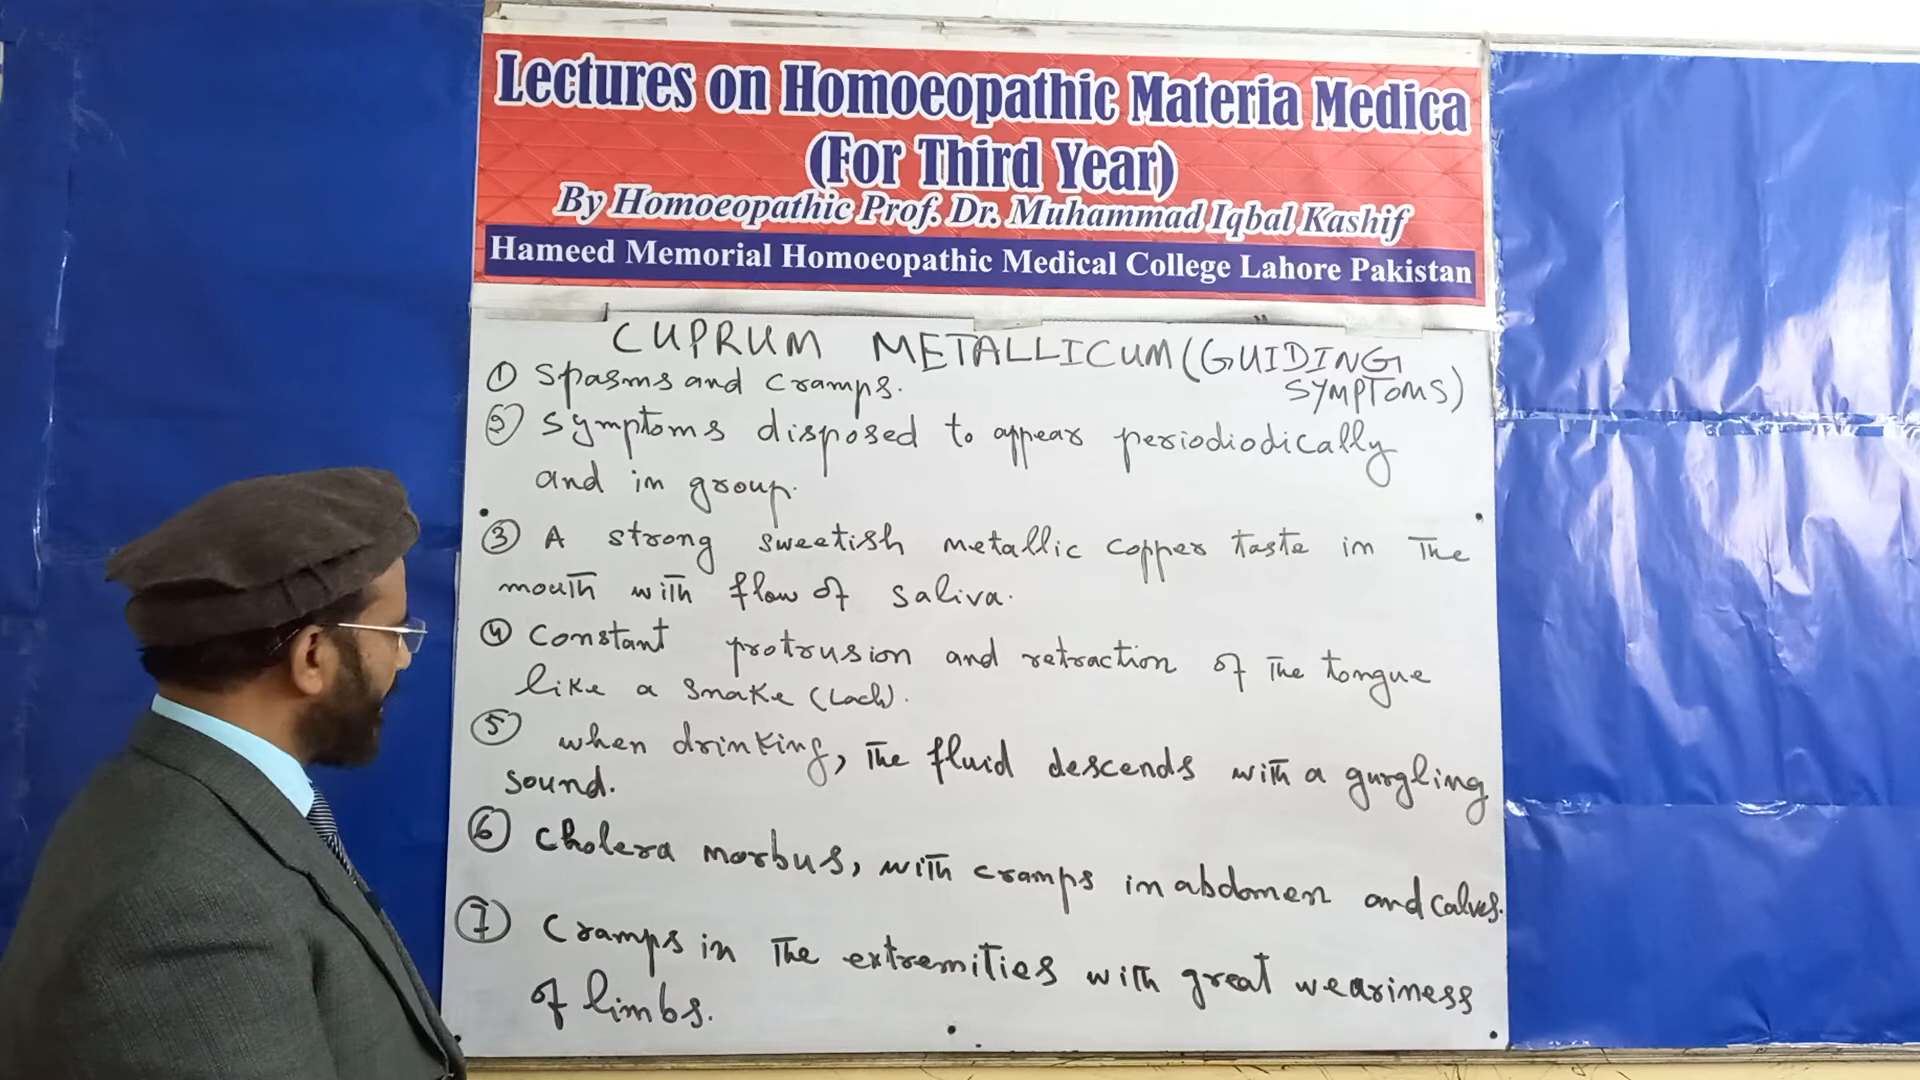 Lectures on Homoeopathic Materia Medica
(For Third Year)
By Homoeopathic Prof. Dr. Muhammad Iqbal Kashif
Hameed Memorial Homoeopathic Medical College Lahore Pakistan
CUPRUM METALLICUM (GUIDING
SYMPTOMS)
① Spasms and cramps.
② Symptoms disposed to appear periodiodically
and in group.
③ A strong sweetish metallic copper taste in The
mouth with flow of saliva.
④ Constant protrusion and retraction of The tongue
like a snake (Lach).
⑤ when drinking, The fluid descends with a gurgling
sound.
⑥ Cholera morbus, with cramps in abdomen and calves.
⑦ Cramps in The extremities with great weariness
of limbs.